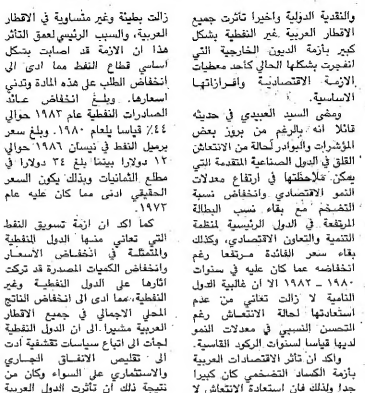 والنقدية الدولية واخيرا تأثرت جميع
الاقطار العربية غير النفطية بشكل
كبير بأزمة الديون الخارجية التي
انفجرت بشكلها الحالي كأحد معطيات
الازمة الاقتصادية وافرازاتها
الاساسية.
ومضى السيد العبيدي في حديثه
قائلا انه بالرغم من بروز بعض
المؤشرات والبوادر لحالة من الانتعاش
القلق في الدول الصناعية المتقدمة التي
يمكن ملاحظتها في ارتفاع معدلات
النمو الاقتصادي وانخفاض نسبة
التضخم مع بقاء نسب البطالة
المرتفعة في الدول الرئيسية لمنظمة
التنمية والتعاون الاقتصادي، وكذلك
بقاء سعر الفائدة مرتفعا رغم
انخفاضه عما كان عليه في سنوات
١٩٨٠ - ١٩٨٢ الا ان غالبية الدول
النامية لا زالت تعاني من عدم
استعادتها لحالة الانتعاش رغم
التحسن النسبي في معدلات النمو
لديها قياسا لسنوات الركود القاسية.
واكد ان تأثر الاقتصادات العربية
بأزمة الكساد التضخمي كان كبيرا
جدا ولذلك فان استعادة الانتعاش لا
زالت بطيئة وغير متساوية في الاقطار
العربية، والسبب الرئيسي لعمق التأثر
هذا ان الازمة قد اصابت بشكل
اساسي قطاع النفط مما ادى الى
انخفاض الطلب على هذه المادة وتدني
اسعارها. وبلغ انخفاض عائد
الصادرات النفطية عام ١٩٨٣ حوالي
٤٤٪ قياسا بعام ١٩٨٠. وبلغ سعر
برميل النفط في نيسان ١٩٨٦ حوالي
١٢ دولارا بينما بلغ ٣٤ دولارا في
مطلع الثمانيات وبذلك يكون السعر
الحقيقي ادنى مما كان عليه عام
١٩٧٣.
كما اكد ان ازمة تسويق النفط
التي تعاني منها الدول النفطية
والمتمثلة في انخفاض الاسعار
وانخفاض الكميات المصدرة قد تركت
اثارها على الدول النفطية وغير
النفطية، مما ادى الى انخفاض الناتج
المحلي الاجمالي في جميع الاقطار
العربية مشيرا الى ان الدول النفطية
لجأت الى اتباع سياسات تقشفية ادت
الى تقليص الانفاق الجاري
والاستثماري على السواء وكان من
نتيجة ذلك ان تأثرت الدول العربية